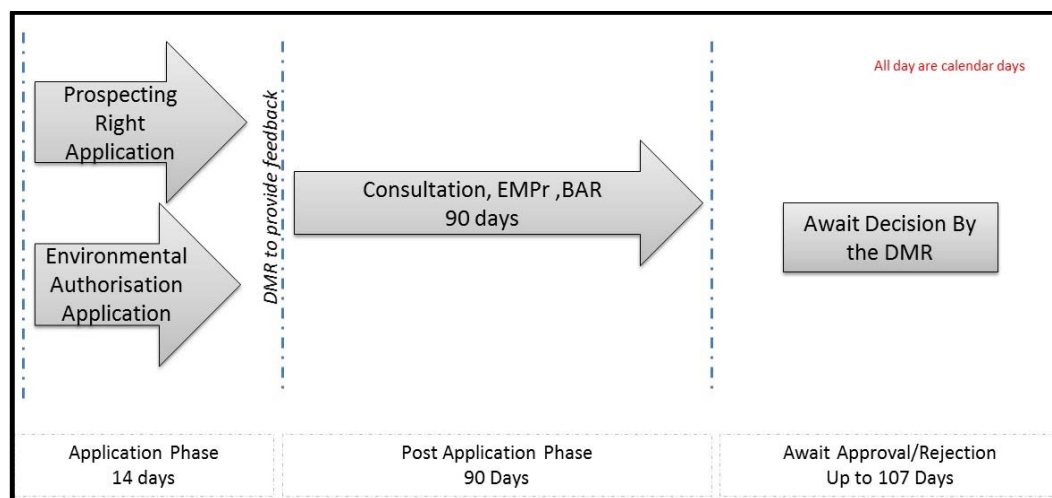 All day are calendar days
Prospecting
Right
Application
Environmental
Authorisation
Application
DMR to provide feedback
Consultation, EMPr ,BAR
90 days
Await Decision By
the DMR
Application Phase
14 days
Post Application Phase
90 Days
Await Approval/Rejection
Up to 107 Days